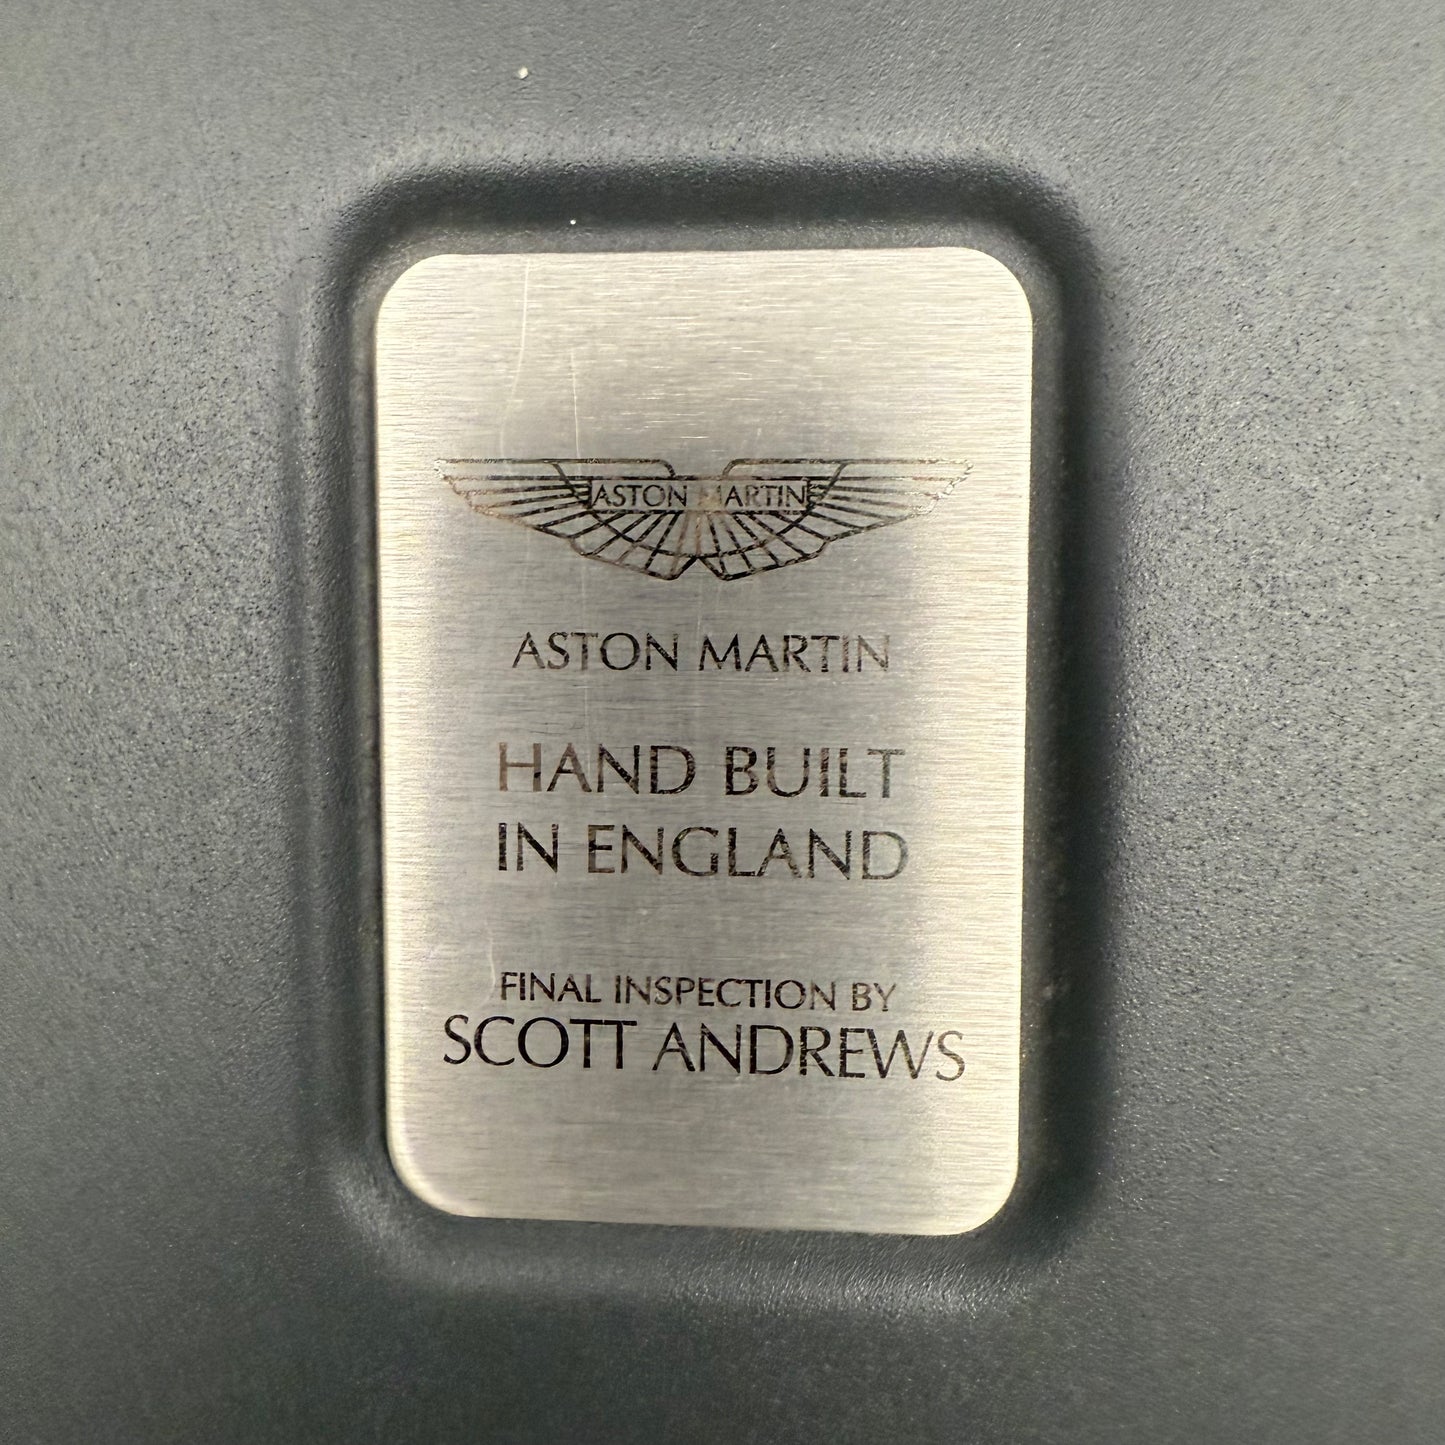 ASTON MARTIN
ASTON MARTIN
HAND BUILT
IN ENGLAND
FINAL INSPECTION BY
SCOTT ANDREWS